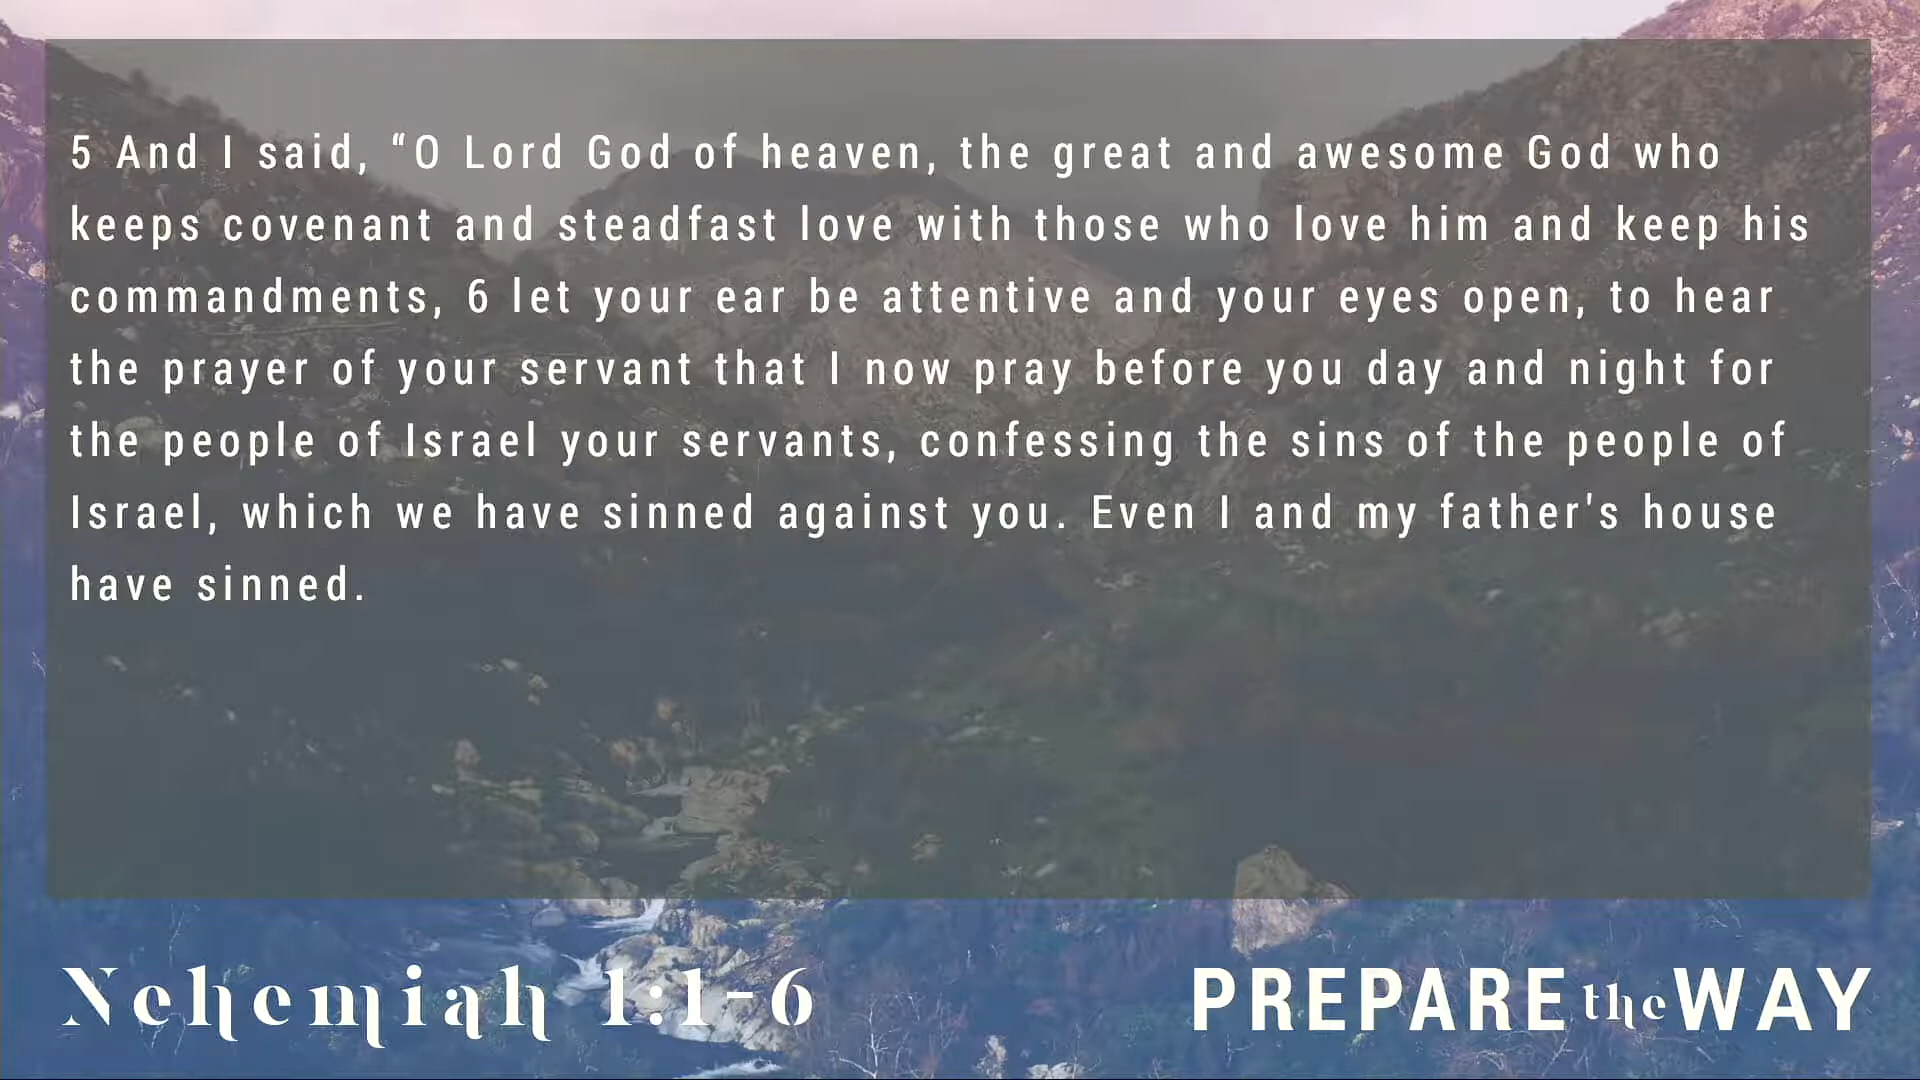 5 And I said, “O Lord God of heaven, the great and awesome God who
keeps covenant and steadfast love with those who love him and keep his
commandments, 6 let your ear be attentive and your eyes open, to hear
the prayer of your servant that I now pray before you day and night for
the people of Israel your servants, confessing the sins of the people of
Israel, which we have sinned against you. Even I and my father's house
have sinned.
Nehemiah 1:1-6
PREPARE the WAY